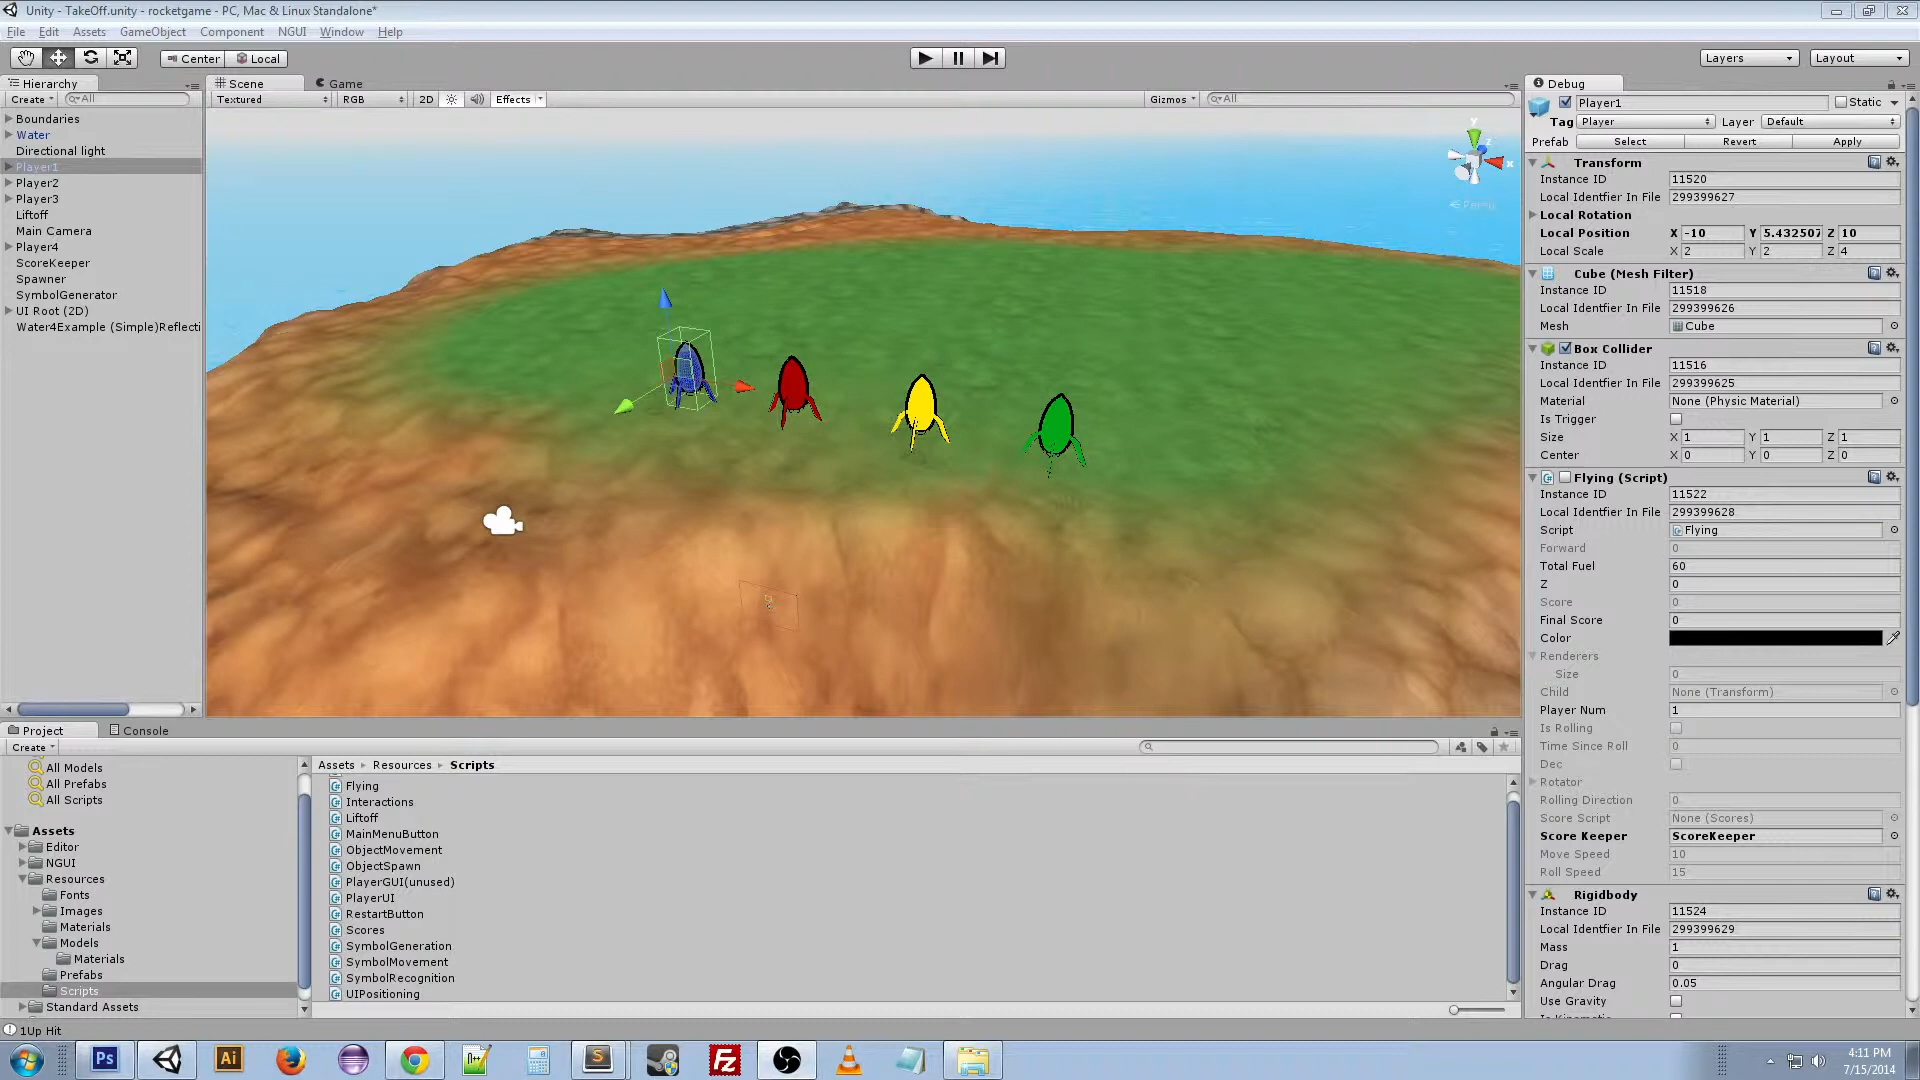 Unity - TakeOff.unity - rocketgame - PC, Mac & Linux Standalone*
File Edit Assets GameObject Component NGUI Window Help
Center Local
Layers Layout
Hierarchy
Create All
Boundaries
Water
Directional light
Player1
Player2
Player3
Liftoff
Main Camera
Player4
ScoreKeeper
Spawner
SymbolGenerator
UI Root (2D)
Water4Example (Simple)Reflecti
Scene Game
Textured RGB 2D Effects Gizmos All
y
z
x
Persp
Debug
Player1 Static
Tag Player Layer Default
Prefab Select Revert Apply
Transform
Instance ID 11520
Local Identfier In File 299399627
Local Rotation
Local Position X -10 Y 5.432507 Z 10
Local Scale X 2 Y 2 Z 4
Cube (Mesh Filter)
Instance ID 11518
Local Identfier In File 299399626
Mesh Cube
Box Collider
Instance ID 11516
Local Identfier In File 299399625
Material None (Physic Material)
Is Trigger
Size X 1 Y 1 Z 1
Center X 0 Y 0 Z 0
Flying (Script)
Instance ID 11522
Local Identfier In File 299399628
Script Flying
Forward 0
Total Fuel 60
Z 0
Score 0
Final Score 0
Color
Renderers
Size 0
Child None (Transform)
Player Num 1
Is Rolling
Time Since Roll 0
Dec
Rotator
Rolling Direction 0
Score Script None (Scores)
Score Keeper ScoreKeeper
Move Speed 10
Roll Speed 15
Rigidbody
Instance ID 11524
Local Identfier In File 299399629
Mass 1
Drag 0
Angular Drag 0.05
Use Gravity
Is Kinematic
Project Console
Create
All Models
All Prefabs
All Scripts
Assets
Editor
NGUI
Resources
Fonts
Images
Materials
Models
Materials
Prefabs
Scripts
Standard Assets
Assets Resources Scripts
Flying
Interactions
Liftoff
MainMenuButton
ObjectMovement
ObjectSpawn
PlayerGUI(unused)
PlayerUI
RestartButton
Scores
SymbolGeneration
SymbolMovement
SymbolRecognition
UIPositioning
1Up Hit
Ps
Ai
S
Fz
4:11 PM
7/15/2014